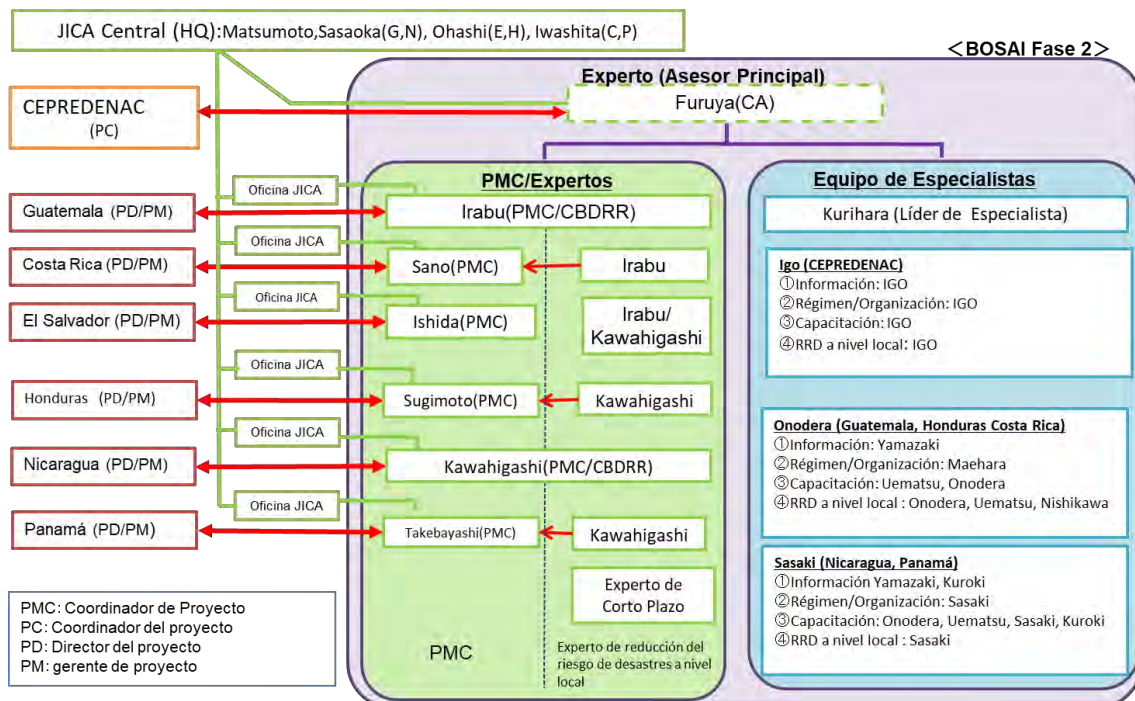 JICA Central (HQ):Matsumoto,Sasaoka(G,N), Ohashi(E,H), Iwashita(C,P)
＜BOSAI Fase 2＞
Experto (Asesor Principal)
Furuya(CA)
CEPREDENAC
(PC)
PMC/Expertos
Equipo de Especialistas
Oficina JICA
Guatemala (PD/PM)
Irabu(PMC/CBDRR)
Kurihara (Líder de Especialista)
Oficina JICA
Costa Rica (PD/PM)
Sano(PMC)
Irabu
Oficina JICA
El Salvador (PD/PM)
Ishida(PMC)
Irabu/
Kawahigashi
Oficina JICA
Honduras (PD/PM)
Sugimoto(PMC)
Kawahigashi
Oficina JICA
Nicaragua (PD/PM)
Kawahigashi(PMC/CBDRR)
Oficina JICA
Panamá (PD/PM)
Takebayashi(PMC)
Kawahigashi
Experto de
Corto Plazo
PMC
Experto de reducción del
riesgo de desastres a nivel
local
Igo (CEPREDENAC)
①Información: IGO
②Régimen/Organización: IGO
③Capacitación: IGO
④RRD a nivel local: IGO
Onodera (Guatemala, Honduras Costa Rica)
①Información: Yamazaki
②Régimen/Organización: Maehara
③Capacitación: Uematsu, Onodera
④RRD a nivel local : Onodera, Uematsu, Nishikawa
Sasaki (Nicaragua, Panamá)
①Información Yamazaki, Kuroki
②Régimen/Organización: Sasaki
③Capacitación: Onodera, Uematsu, Sasaki, Kuroki
④RRD a nivel local : Sasaki
PMC: Coordinador de Proyecto
PC: Coordinador del proyecto
PD: Director del proyecto
PM: gerente de proyecto